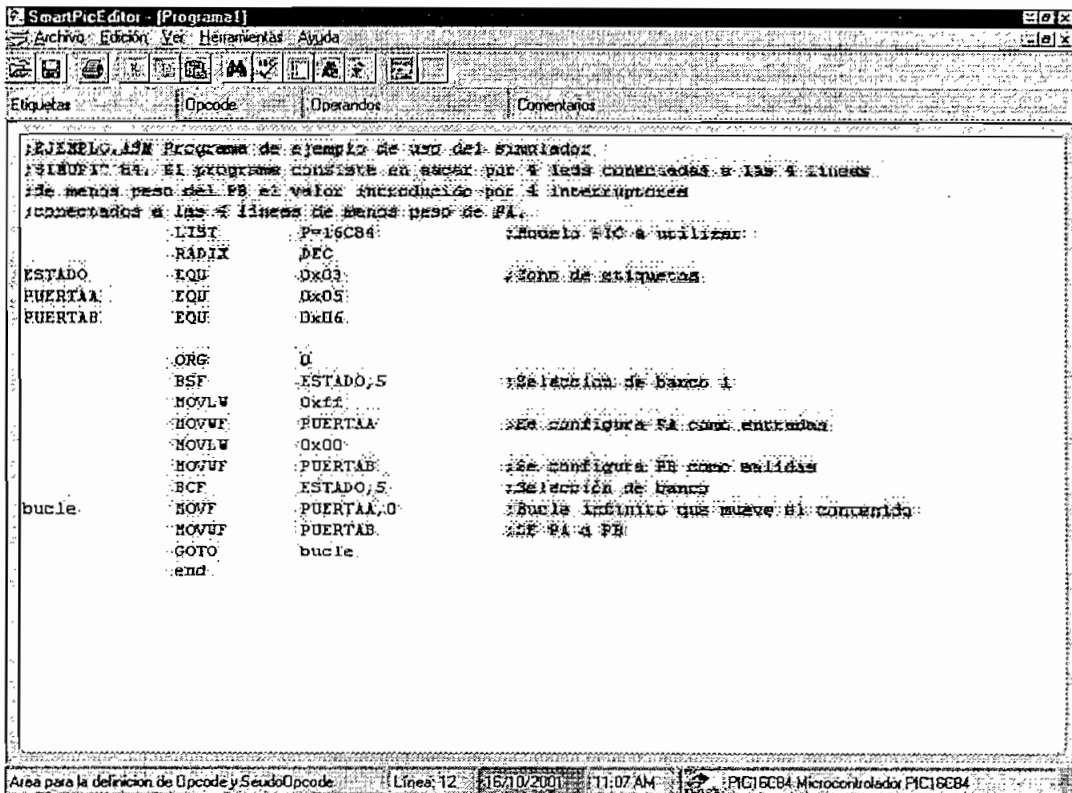 SmartPicEditor - [Programa1]
Archivo Edición Ver Herramientas Ayuda
Etiquetas Opcode Operandos Comentarios
;EJEMPLO.ASM Programa de ejemplo de uso del simulador
;SIMUPIC 84. El programa consiste en sacar por 4 leds conectadas a las 4 lineas
;de menos peso del PB el valor introducido por 4 interruptores
;conectados a las 4 lineas de menos peso de PA.
LIST P=16C84 ;Modelo PIC a utilizar
RADIX DEC
ESTADO EQU 0x03 ;Zona de etiquetas
PUERTAA EQU 0x05
PUERTAB EQU 0x06
ORG 0
BSF ESTADO,5 ;Seleccion de banco 1
MOVLW 0xff
MOVWF PUERTAA ;Se configura PA como entradas
MOVLW 0x00
MOVWF PUERTAB ;Se configura PB como salidas
BCF ESTADO,5 ;Selección de banco
bucle MOVF PUERTAA,0 ;Bucle infinito que mueve el contenido
MOVWF PUERTAB ;DE PA a PB
GOTO bucle
end
Area para la definicion de Opcode y SeudoOpcode Línea: 12 16/10/2001 11:07 AM PIC16C84 Microcontrolador PIC16C84